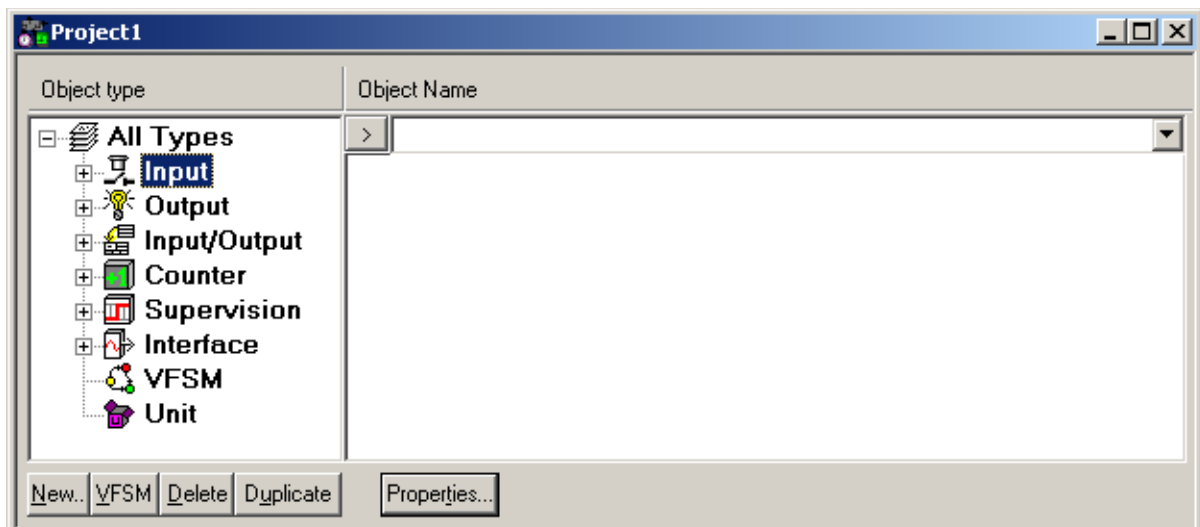 Project1
Object type
Object Name
All Types
>
Input
Output
Input/Output
Counter
+1
Supervision
Interface
VFSM
U Unit
New.. VFSM Delete Duplicate Properties...